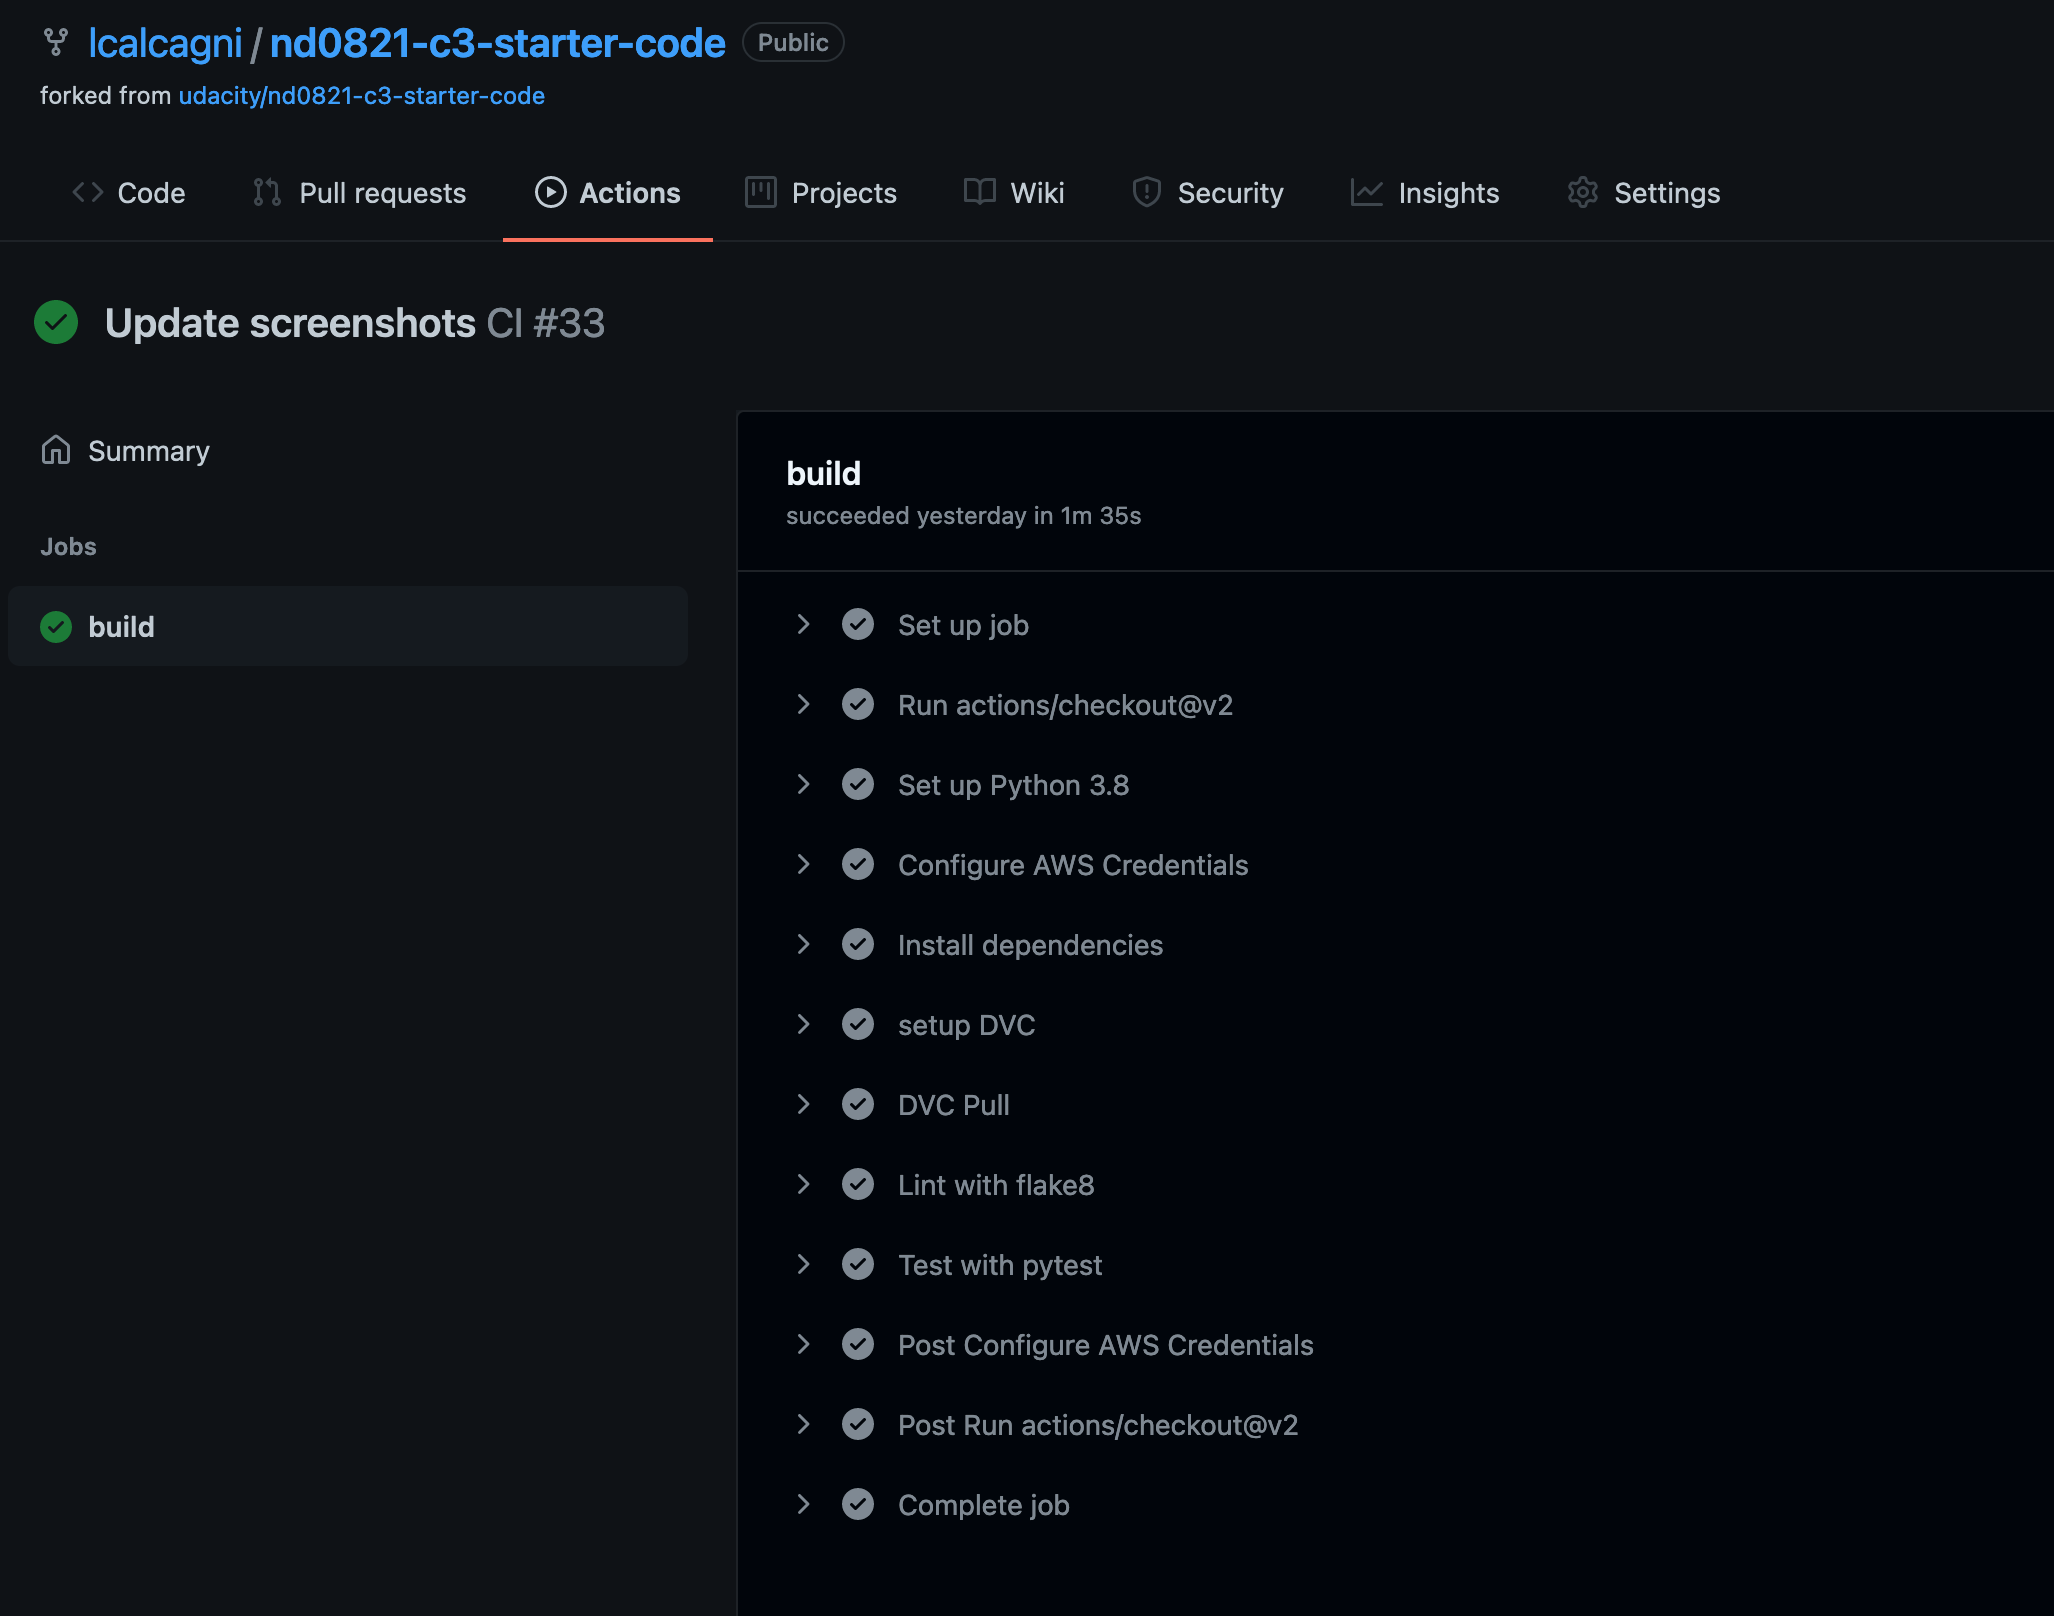 lcalcagni / nd0821-c3-starter-code Public
forked from udacity/nd0821-c3-starter-code
Code Pull requests Actions Projects Wiki Security Insights Settings
Update screenshots CI #33
Summary
Jobs
build
build
succeeded yesterday in 1m 35s
Set up job
Run actions/checkout@v2
Set up Python 3.8
Configure AWS Credentials
Install dependencies
setup DVC
DVC Pull
Lint with flake8
Test with pytest
Post Configure AWS Credentials
Post Run actions/checkout@v2
Complete job